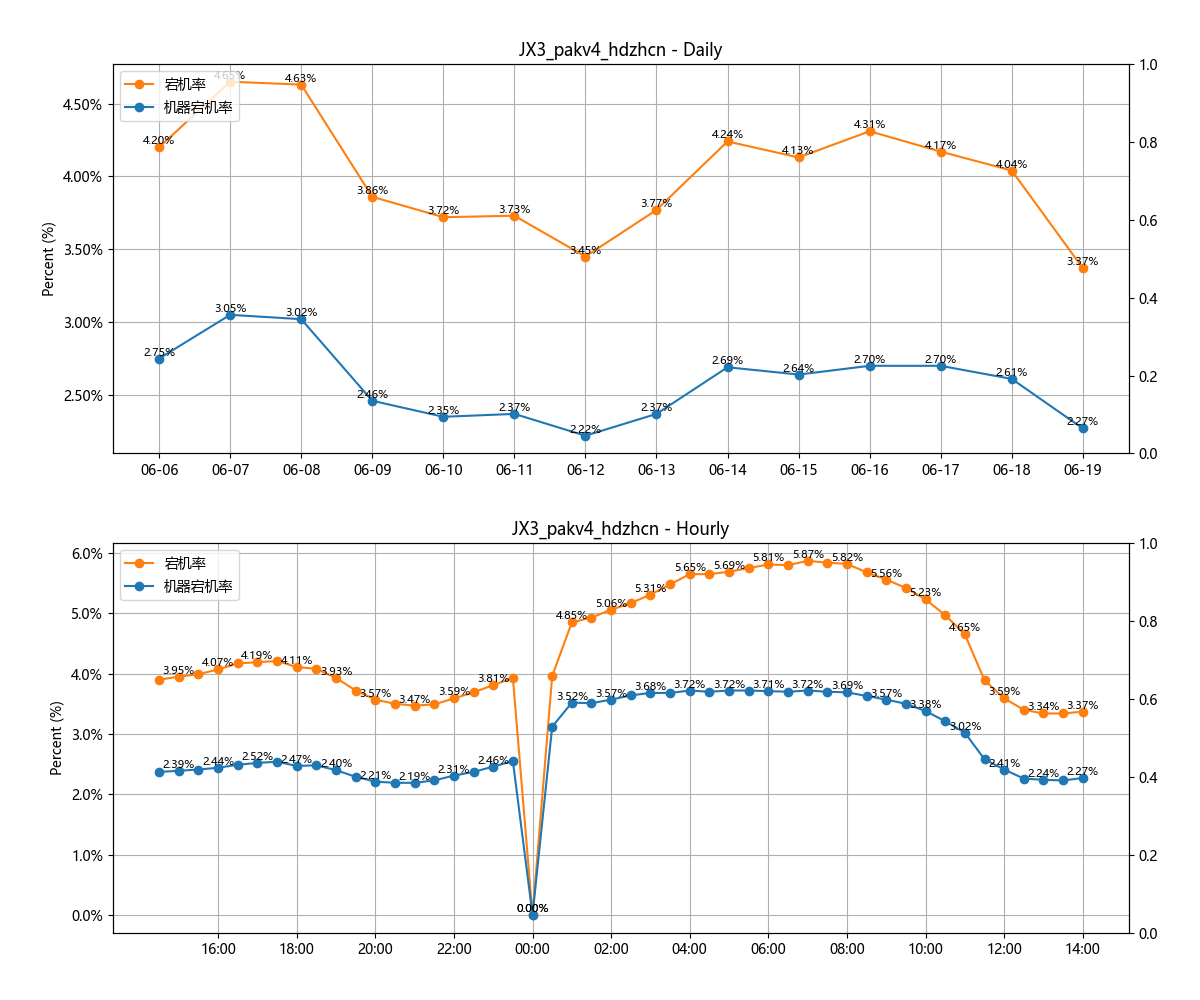 JX3_pakv4_hdzhcn - Daily
宕机率
机器宕机率
Percent (%)
4.50%
4.00%
3.50%
3.00%
2.50%
1.0
0.8
0.6
0.4
0.2
0.0
4.20% 4.65% 4.63% 3.86% 3.72% 3.73% 3.45% 3.77% 4.24% 4.13% 4.31% 4.17% 4.04% 3.37%
2.75% 3.05% 3.02% 2.46% 2.35% 2.37% 2.22% 2.37% 2.69% 2.64% 2.70% 2.70% 2.61% 2.27%
06-06 06-07 06-08 06-09 06-10 06-11 06-12 06-13 06-14 06-15 06-16 06-17 06-18 06-19
JX3_pakv4_hdzhcn - Hourly
宕机率
机器宕机率
Percent (%)
6.0%
5.0%
4.0%
3.0%
2.0%
1.0%
0.0%
1.0
0.8
0.6
0.4
0.2
0.0
3.95% 4.07% 4.19% 4.11% 3.93% 3.57% 3.47% 3.59% 3.81% 0.00% 4.85% 5.06% 5.31% 5.65% 5.69% 5.81% 5.87% 5.82% 5.56% 5.23% 4.65% 3.59% 3.34% 3.37%
2.39% 2.44% 2.52% 2.47% 2.40% 2.21% 2.19% 2.31% 2.46% 0.00% 3.52% 3.57% 3.68% 3.72% 3.72% 3.71% 3.72% 3.69% 3.57% 3.38% 3.02% 2.41% 2.24% 2.27%
16:00 18:00 20:00 22:00 00:00 02:00 04:00 06:00 08:00 10:00 12:00 14:00